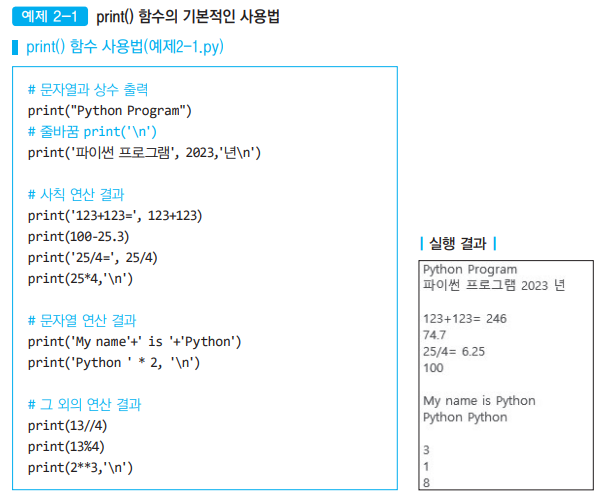 예제 2-1 print() 함수의 기본적인 사용법
print() 함수 사용법(예제2-1.py)
# 문자열과 상수 출력
print("Python Program")
# 줄바꿈 print('\n')
print('파이썬 프로그램', 2023,'년\n')
# 사칙 연산 결과
print('123+123=', 123+123)
print(100-25.3)
print('25/4=', 25/4)
print(25*4,'\n')
# 문자열 연산 결과
print('My name'+' is '+'Python')
print('Python ' * 2, '\n')
# 그 외의 연산 결과
print(13//4)
print(13%4)
print(2**3,'\n')
| 실행 결과 |
Python Program
파이썬 프로그램 2023 년
123+123= 246
74.7
25/4= 6.25
100
My name is Python
Python Python
3
1
8